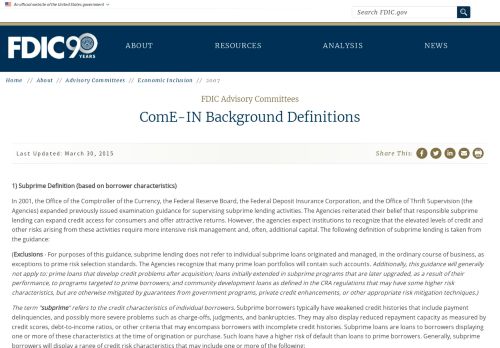 An official website of the United States government
Search FDIC.gov
FDIC 90 YEARS
ABOUT RESOURCES ANALYSIS NEWS
Home // About // Advisory Committees // Economic Inclusion // 2007
FDIC Advisory Committees
ComE-IN Background Definitions
Last Updated: March 30, 2015
Share This:
1) Subprime Definition (based on borrower characteristics)
In 2001, the Office of the Comptroller of the Currency, the Federal Reserve Board, the Federal Deposit Insurance Corporation, and the Office of Thrift Supervision (the
Agencies) expanded previously issued examination guidance for supervising subprime lending activities. The Agencies reiterated their belief that responsible subprime
lending can expand credit access for consumers and offer attractive returns. However, the agencies expect institutions to recognize that the elevated levels of credit and
other risks arising from these activities require more intensive risk management and, often, additional capital. The following definition of subprime lending is taken from
the guidance:
(Exclusions - For purposes of this guidance, subprime lending does not refer to individual subprime loans originated and managed, in the ordinary course of business, as
exceptions to prime risk selection standards. The Agencies recognize that many prime loan portfolios will contain such accounts. Additionally, this guidance will generally
not apply to: prime loans that develop credit problems after acquisition; loans initially extended in subprime programs that are later upgraded, as a result of their
performance, to programs targeted to prime borrowers; and community development loans as defined in the CRA regulations that may have some higher risk
characteristics, but are otherwise mitigated by guarantees from government programs, private credit enhancements, or other appropriate risk mitigation techniques.)
The term "subprime" refers to the credit characteristics of individual borrowers. Subprime borrowers typically have weakened credit histories that include payment
delinquencies, and possibly more severe problems such as charge-offs, judgments, and bankruptcies. They may also display reduced repayment capacity as measured by
credit scores, debt-to-income ratios, or other criteria that may encompass borrowers with incomplete credit histories. Subprime loans are loans to borrowers displaying
one or more of these characteristics at the time of origination or purchase. Such loans have a higher risk of default than loans to prime borrowers. Generally, subprime
borrowers will display a range of credit risk characteristics that may include one or more of the following: